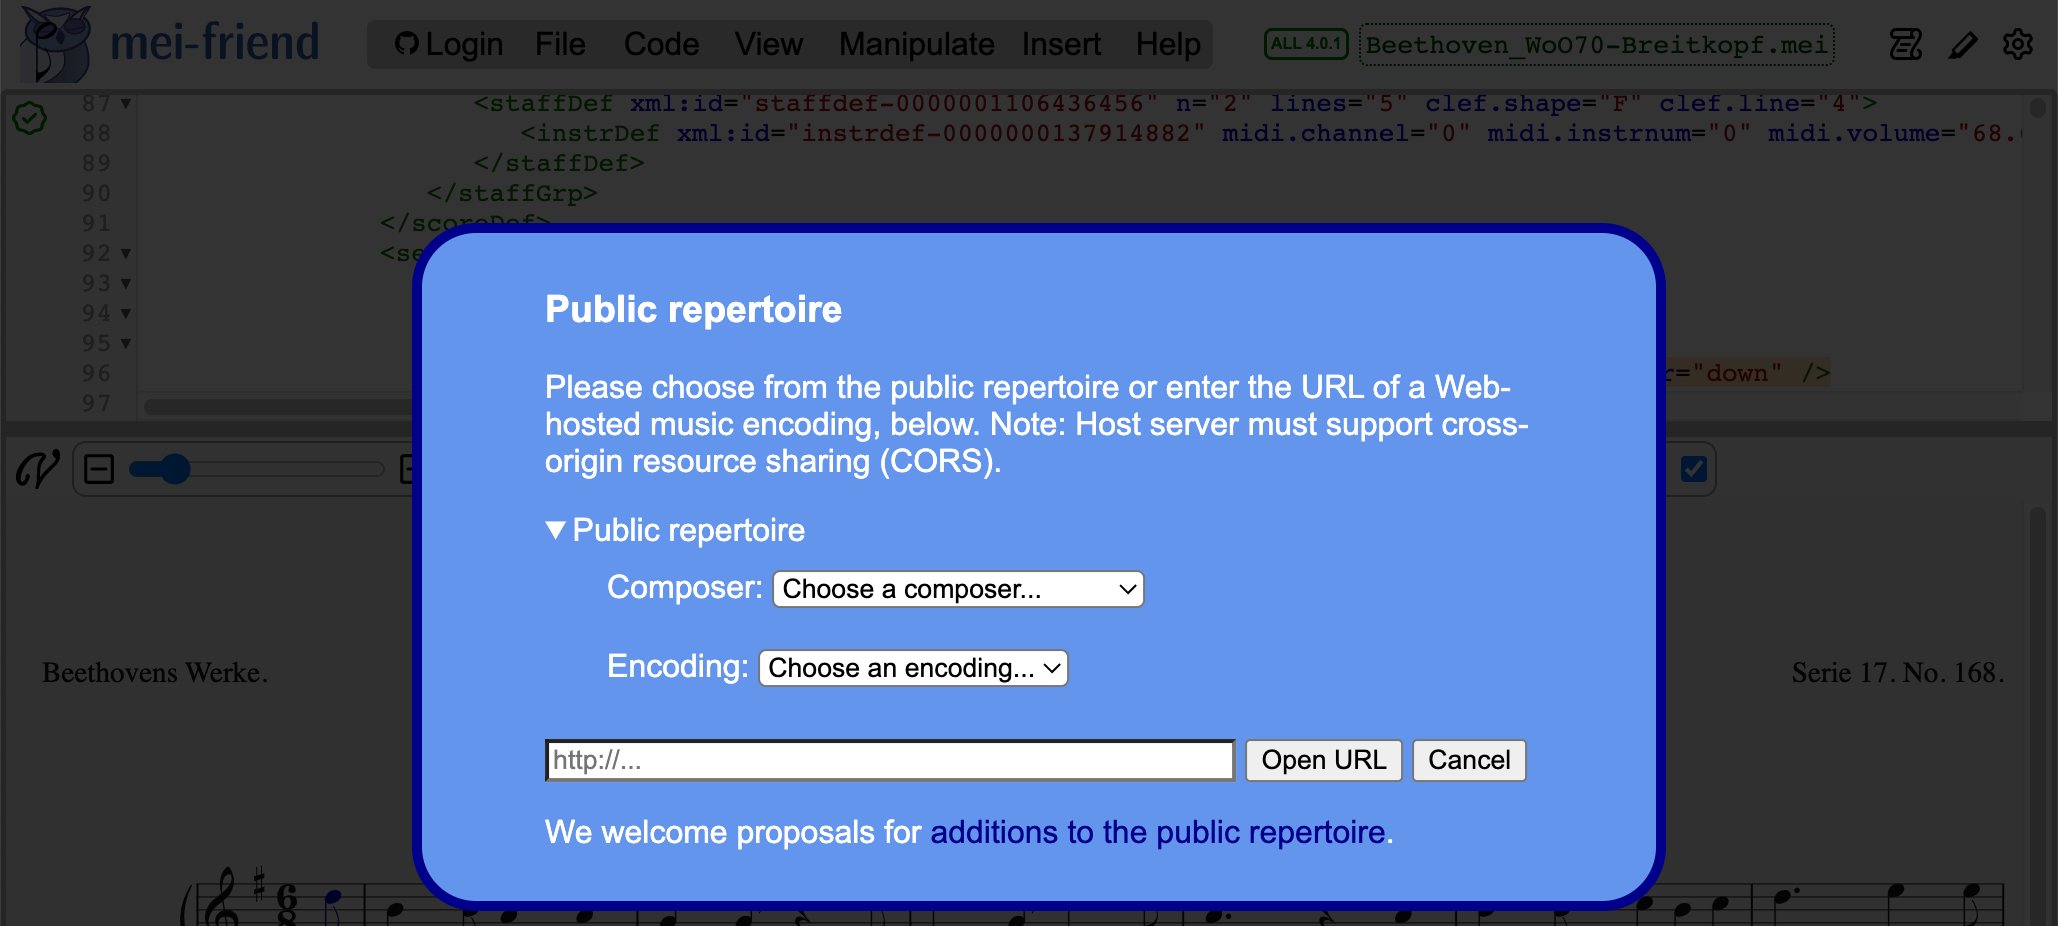 mei-friend
Login File Code View Manipulate Insert Help
ALL 4.0.1
Beethoven_WoO70-Breitkopf.mei
87 <staffDef xml:id="staffdef-0000001106436456" n="2" lines="5" clef.shape="F" clef.line="4">
88 <instrDef xml:id="instrdef-0000000137914882" midi.channel="0" midi.instrnum="0" midi.volume="68.
89 </staffDef>
90 </staffGrp>
91 </scoreDef>
92 <se
93
94
95
96 ="down" />
97
Public repertoire
Please choose from the public repertoire or enter the URL of a Web-
hosted music encoding, below. Note: Host server must support cross-
origin resource sharing (CORS).
Public repertoire
Composer: Choose a composer...
Encoding: Choose an encoding...
http://...
Open URL
Cancel
We welcome proposals for additions to the public repertoire.
Beethovens Werke.
Serie 17. No. 168.
6
8